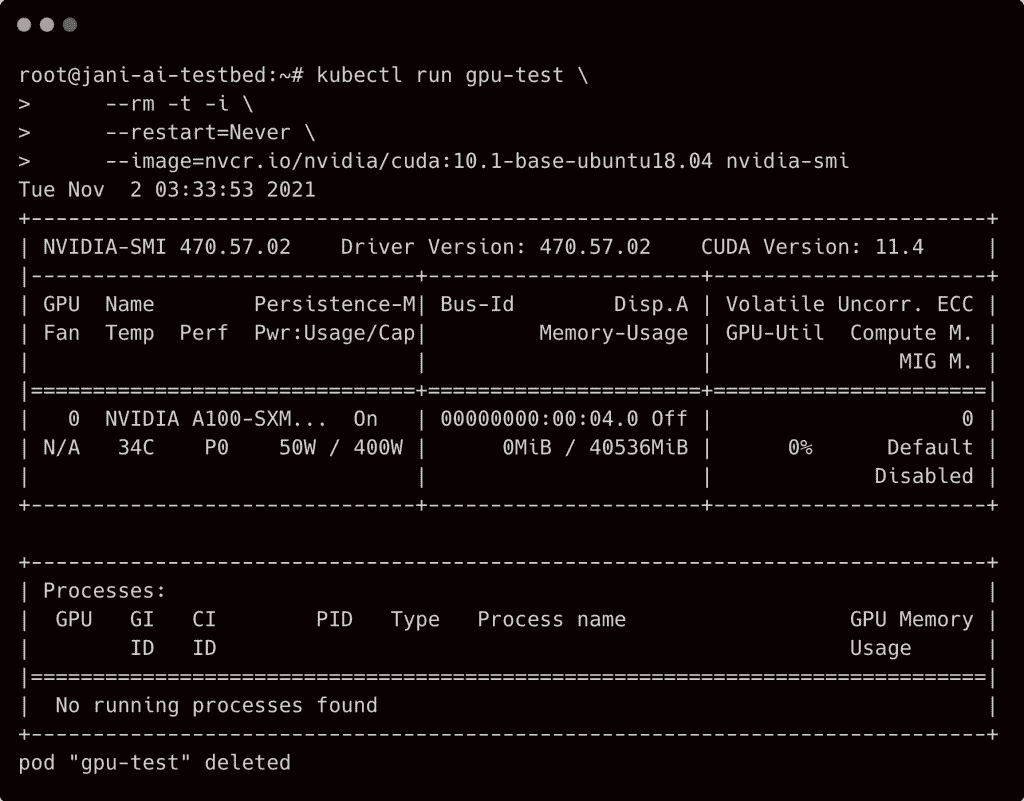 root@jani-ai-testbed:~# kubectl run gpu-test \
>      --rm -t -i \
>      --restart=Never \
>      --image=nvcr.io/nvidia/cuda:10.1-base-ubuntu18.04 nvidia-smi
Tue Nov  2 03:33:53 2021
+-----------------------------------------------------------------------------+
| NVIDIA-SMI 470.57.02    Driver Version: 470.57.02    CUDA Version: 11.4     |
|-------------------------------+----------------------+----------------------+
| GPU  Name        Persistence-M| Bus-Id        Disp.A | Volatile Uncorr. ECC |
| Fan  Temp  Perf  Pwr:Usage/Cap|         Memory-Usage | GPU-Util  Compute M. |
|                               |                      |               MIG M. |
|===============================+======================+======================|
|   0  NVIDIA A100-SXM...  On   | 00000000:00:04.0 Off |                    0 |
| N/A   34C    P0    50W / 400W |      0MiB / 40536MiB |      0%      Default |
|                               |                      |             Disabled |
+-------------------------------+----------------------+----------------------+

+-----------------------------------------------------------------------------+
| Processes:                                                                  |
|  GPU   GI   CI        PID   Type   Process name                  GPU Memory |
|        ID   ID                                                   Usage      |
|=============================================================================|
|  No running processes found                                                 |
+-----------------------------------------------------------------------------+
pod "gpu-test" deleted